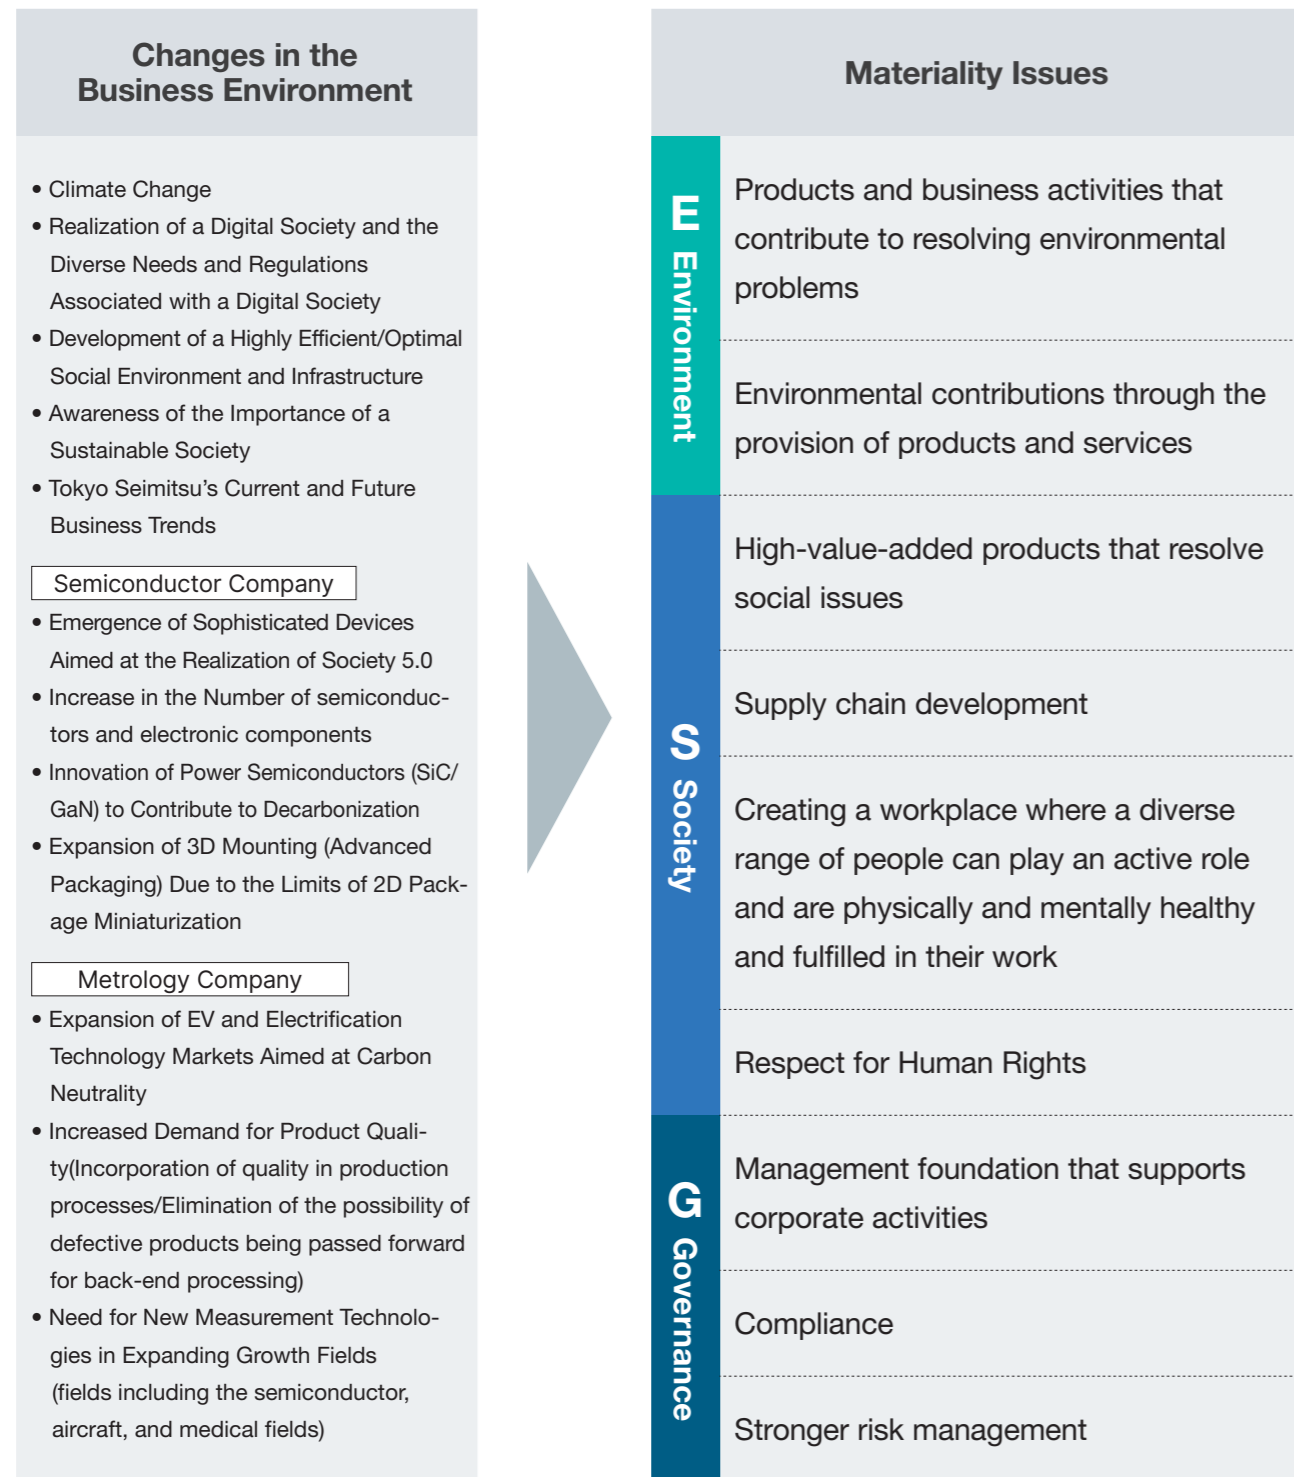 Changes in the
Business Environment
• Climate Change
• Realization of a Digital Society and the
Diverse Needs and Regulations
Associated with a Digital Society
• Development of a Highly Efficient/Optimal
Social Environment and Infrastructure
• Awareness of the Importance of a
Sustainable Society
• Tokyo Seimitsu's Current and Future
Business Trends
Semiconductor Company
• Emergence of Sophisticated Devices
Aimed at the Realization of Society 5.0
• Increase in the Number of semiconduc-
tors and electronic components
• Innovation of Power Semiconductors (SiC/
GaN) to Contribute to Decarbonization
• Expansion of 3D Mounting (Advanced
Packaging) Due to the Limits of 2D Pack-
age Miniaturization
Metrology Company
• Expansion of EV and Electrification
Technology Markets Aimed at Carbon
Neutrality
• Increased Demand for Product Quali-
ty(Incorporation of quality in production
processes/Elimination of the possibility of
defective products being passed forward
for back-end processing)
• Need for New Measurement Technolo-
gies in Expanding Growth Fields
(fields including the semiconductor,
aircraft, and medical fields)
Materiality Issues
E Environment
Products and business activities that
contribute to resolving environmental
problems
Environmental contributions through the
provision of products and services
S Society
High-value-added products that resolve
social issues
Supply chain development
Creating a workplace where a diverse
range of people can play an active role
and are physically and mentally healthy
and fulfilled in their work
Respect for Human Rights
G Governance
Management foundation that supports
corporate activities
Compliance
Stronger risk management